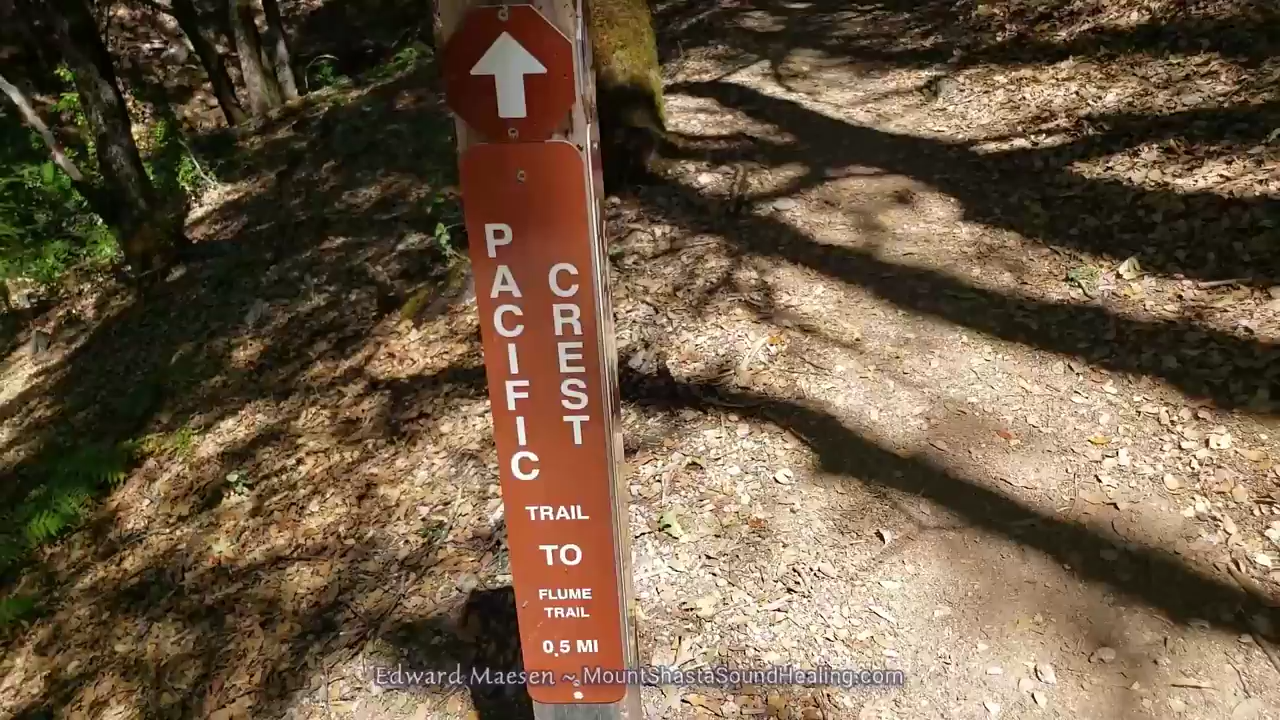 PACIFIC
CREST
TRAIL
TO
FLUME
TRAIL
0.5 MI
Edward Maesen ~ MountShastaSoundHealing.com